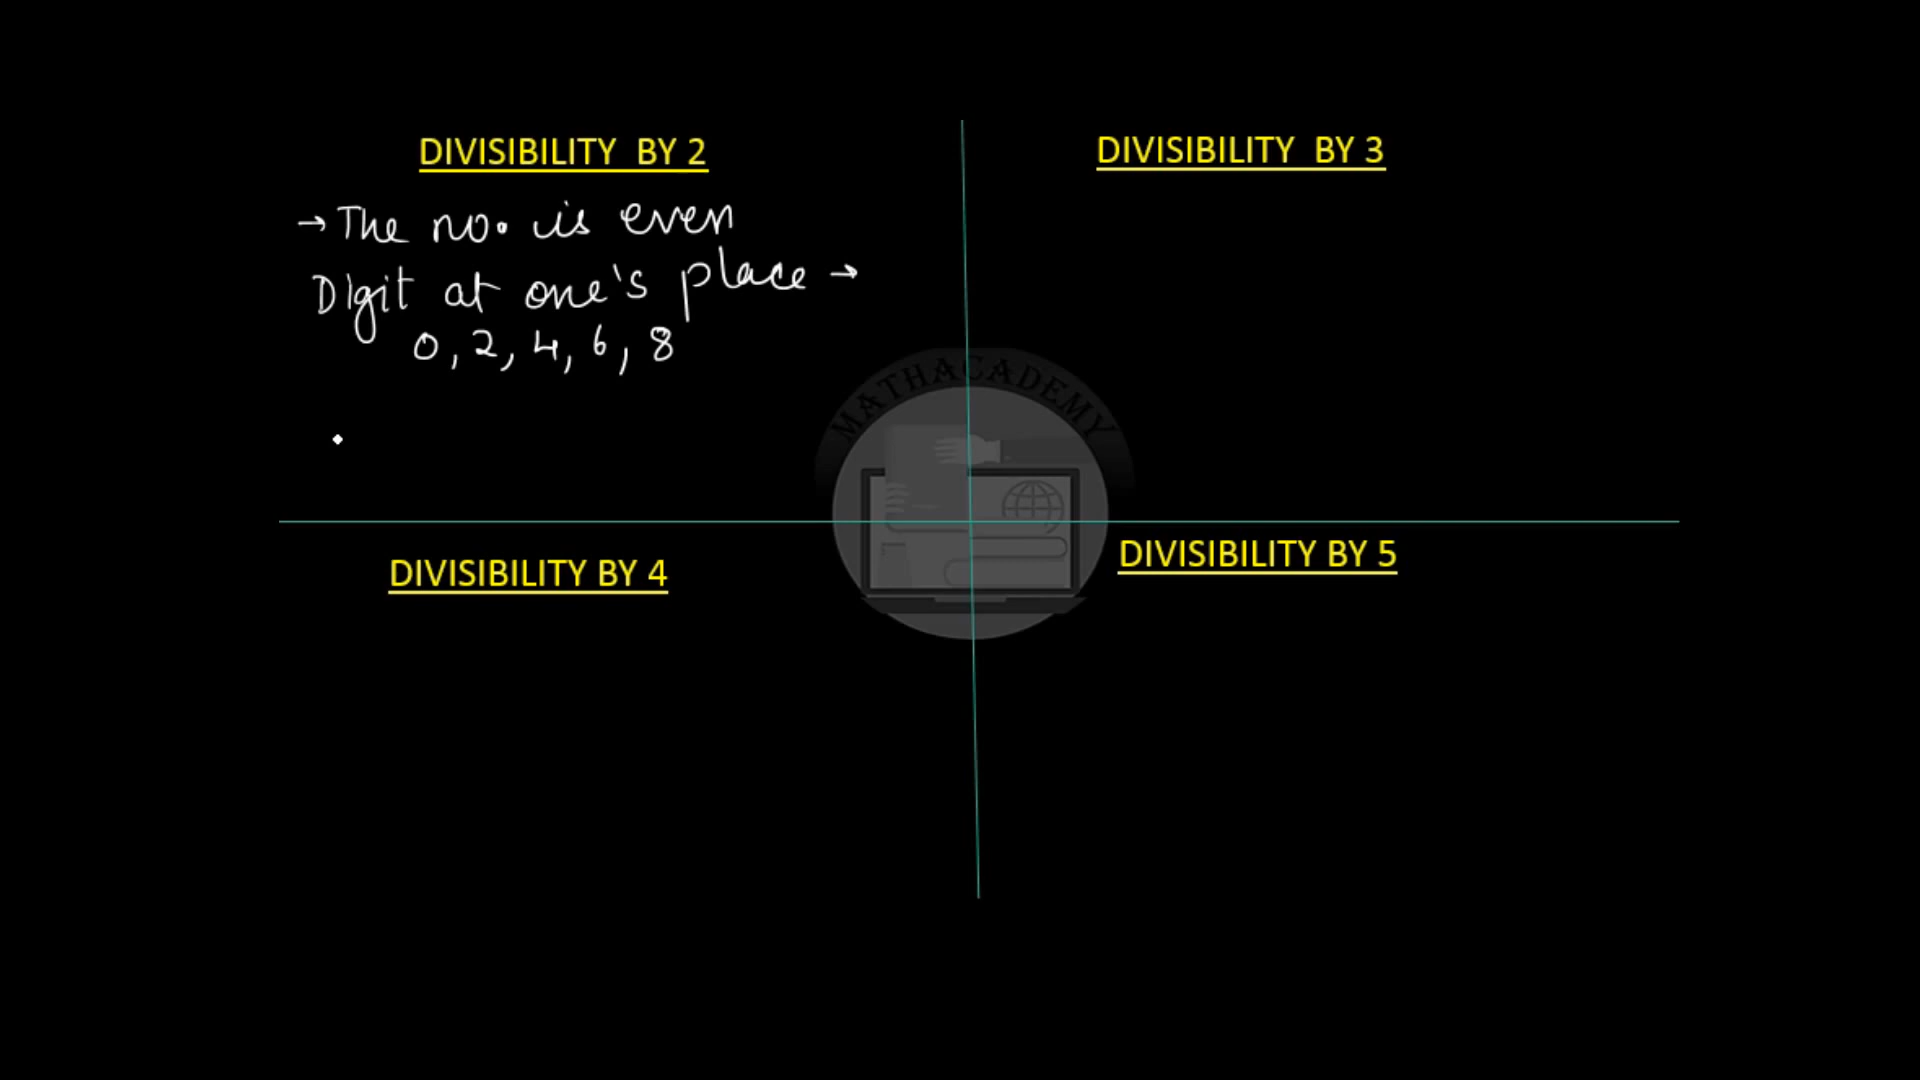 DIVISIBILITY BY 2
→ The no. is even
Digit at one's place →
0, 2, 4, 6, 8
DIVISIBILITY BY 3
MATHACADEMY
DIVISIBILITY BY 4
DIVISIBILITY BY 5